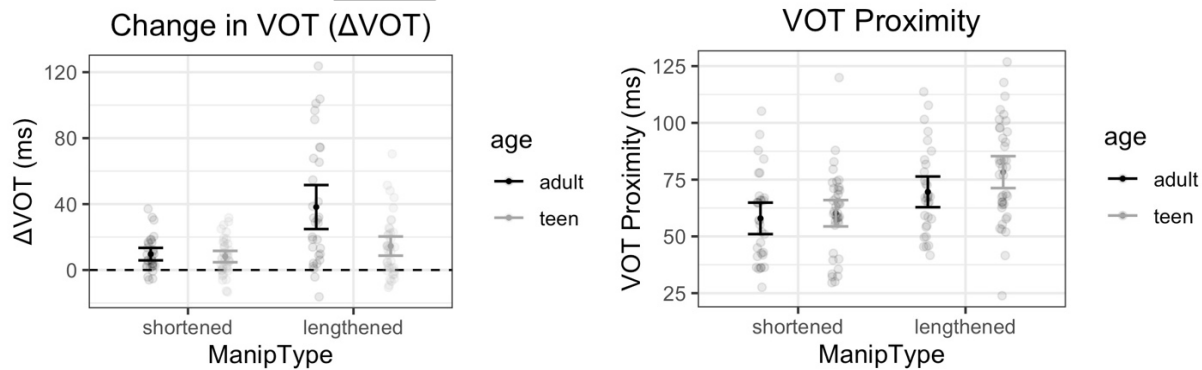 Change in VOT (ΔVOT)
ΔVOT (ms)
120
80
40
0
shortened
lengthened
ManipType
age
adult
teen
VOT Proximity
VOT Proximity (ms)
125
100
75
50
25
shortened
lengthened
ManipType
age
adult
teen